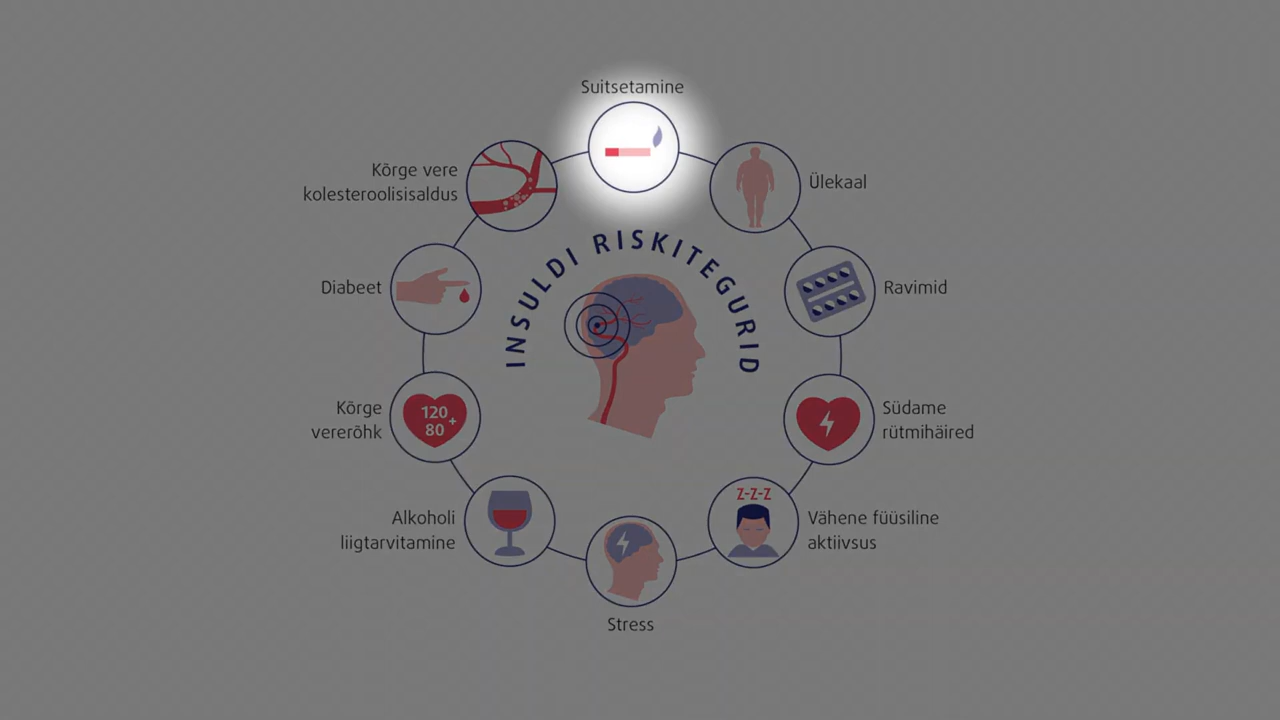 Suitsetamine
Ülekaal
Ravimid
Südame
rütmihäired
Z-Z-Z
Vähene füüsiline
aktiivsus
Stress
Alkoholi
liigtarvitamine
Kõrge
vererõhk
120
80 +
Diabeet
Kõrge vere
kolesteroolisisaldus
INSULDI RISKITEGURID